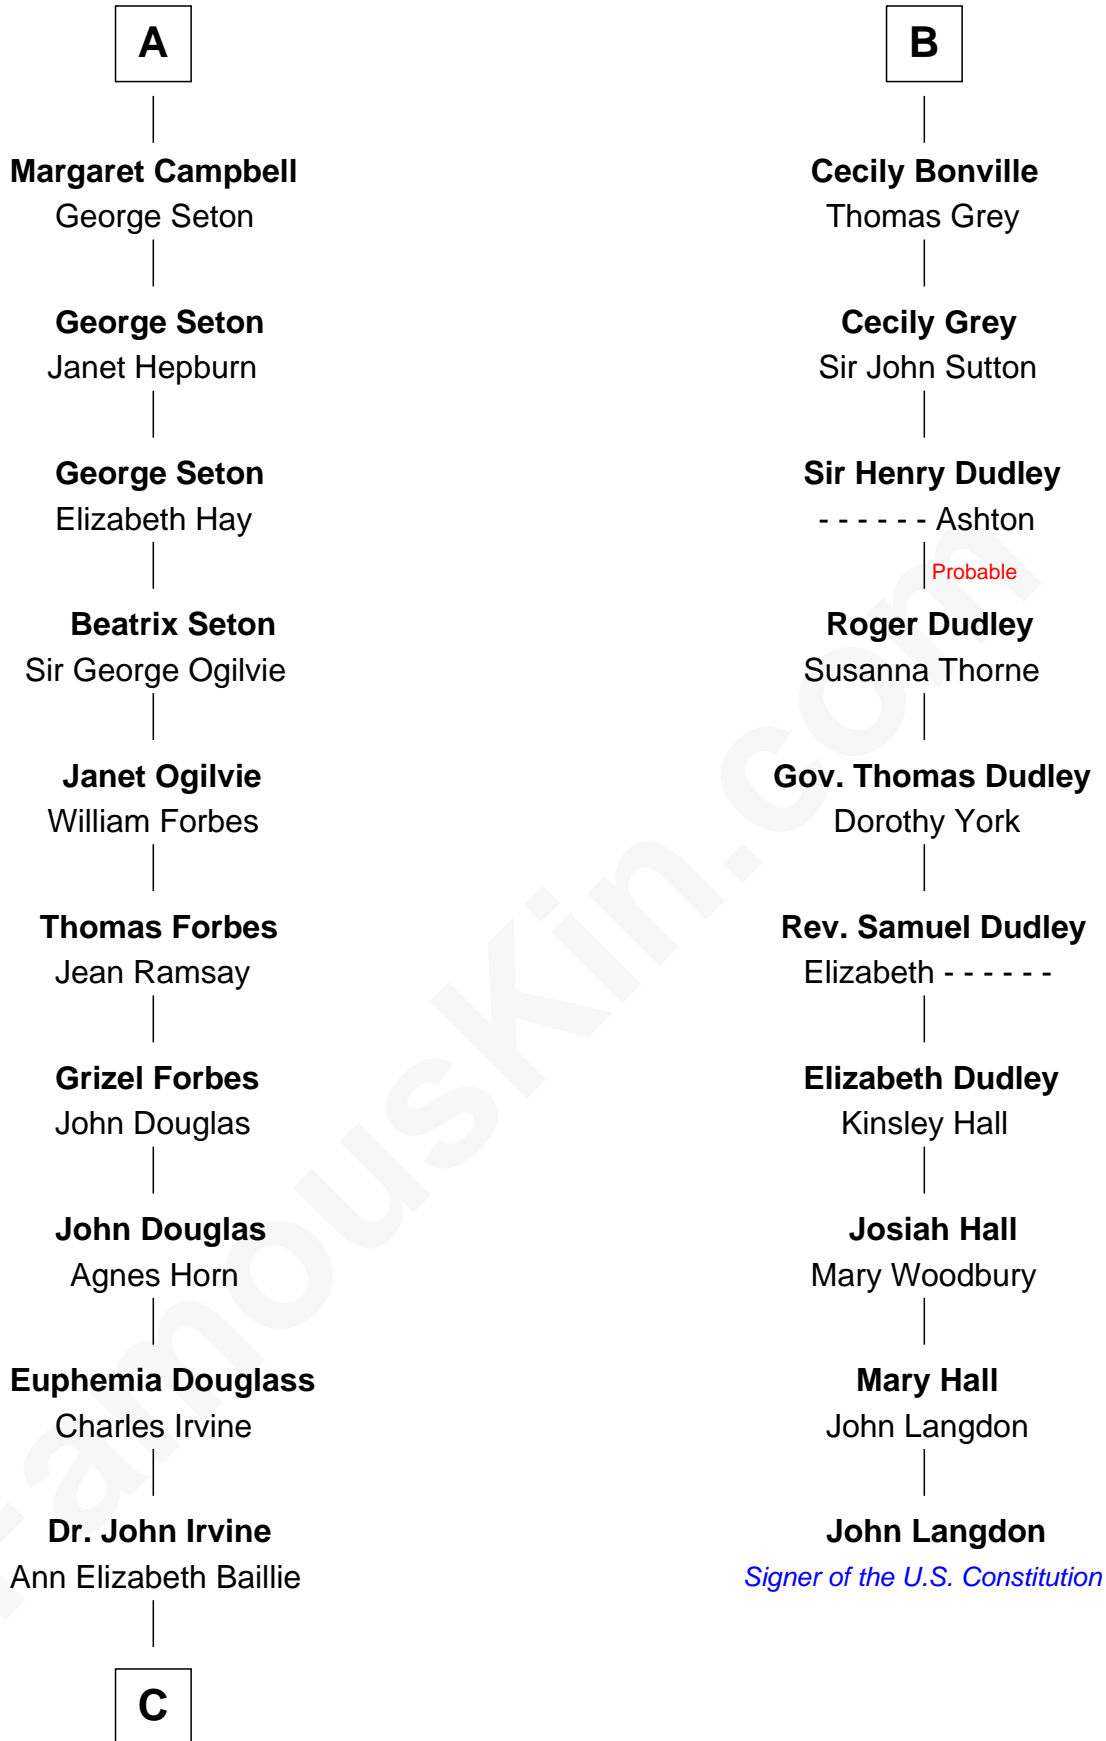 A
Margaret Campbell
George Seton
George Seton
Janet Hepburn
George Seton
Elizabeth Hay
Beatrix Seton
Sir George Ogilvie
Janet Ogilvie
William Forbes
Thomas Forbes
Jean Ramsay
Grizel Forbes
John Douglas
John Douglas
Agnes Horn
Euphemia Douglass
Charles Irvine
Dr. John Irvine
Ann Elizabeth Baillie
C
B
Cecily Bonville
Thomas Grey
Cecily Grey
Sir John Sutton
Sir Henry Dudley
- - - - - - Ashton
Probable
Roger Dudley
Susanna Thorne
Gov. Thomas Dudley
Dorothy York
Rev. Samuel Dudley
Elizabeth - - - - - -
Elizabeth Dudley
Kinsley Hall
Josiah Hall
Mary Woodbury
Mary Hall
John Langdon
John Langdon
Signer of the U.S. Constitution
FamousKin.com